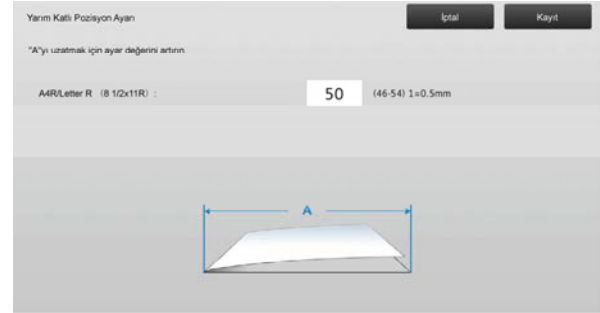 Yarım Katlı Pozisyon Ayarı
İptal
Kayıt
"A"yı uzatmak için ayar değerini artırın
A4R/Letter R (8 1/2x11R) :
50
(46-54) 1=0.5mm
A